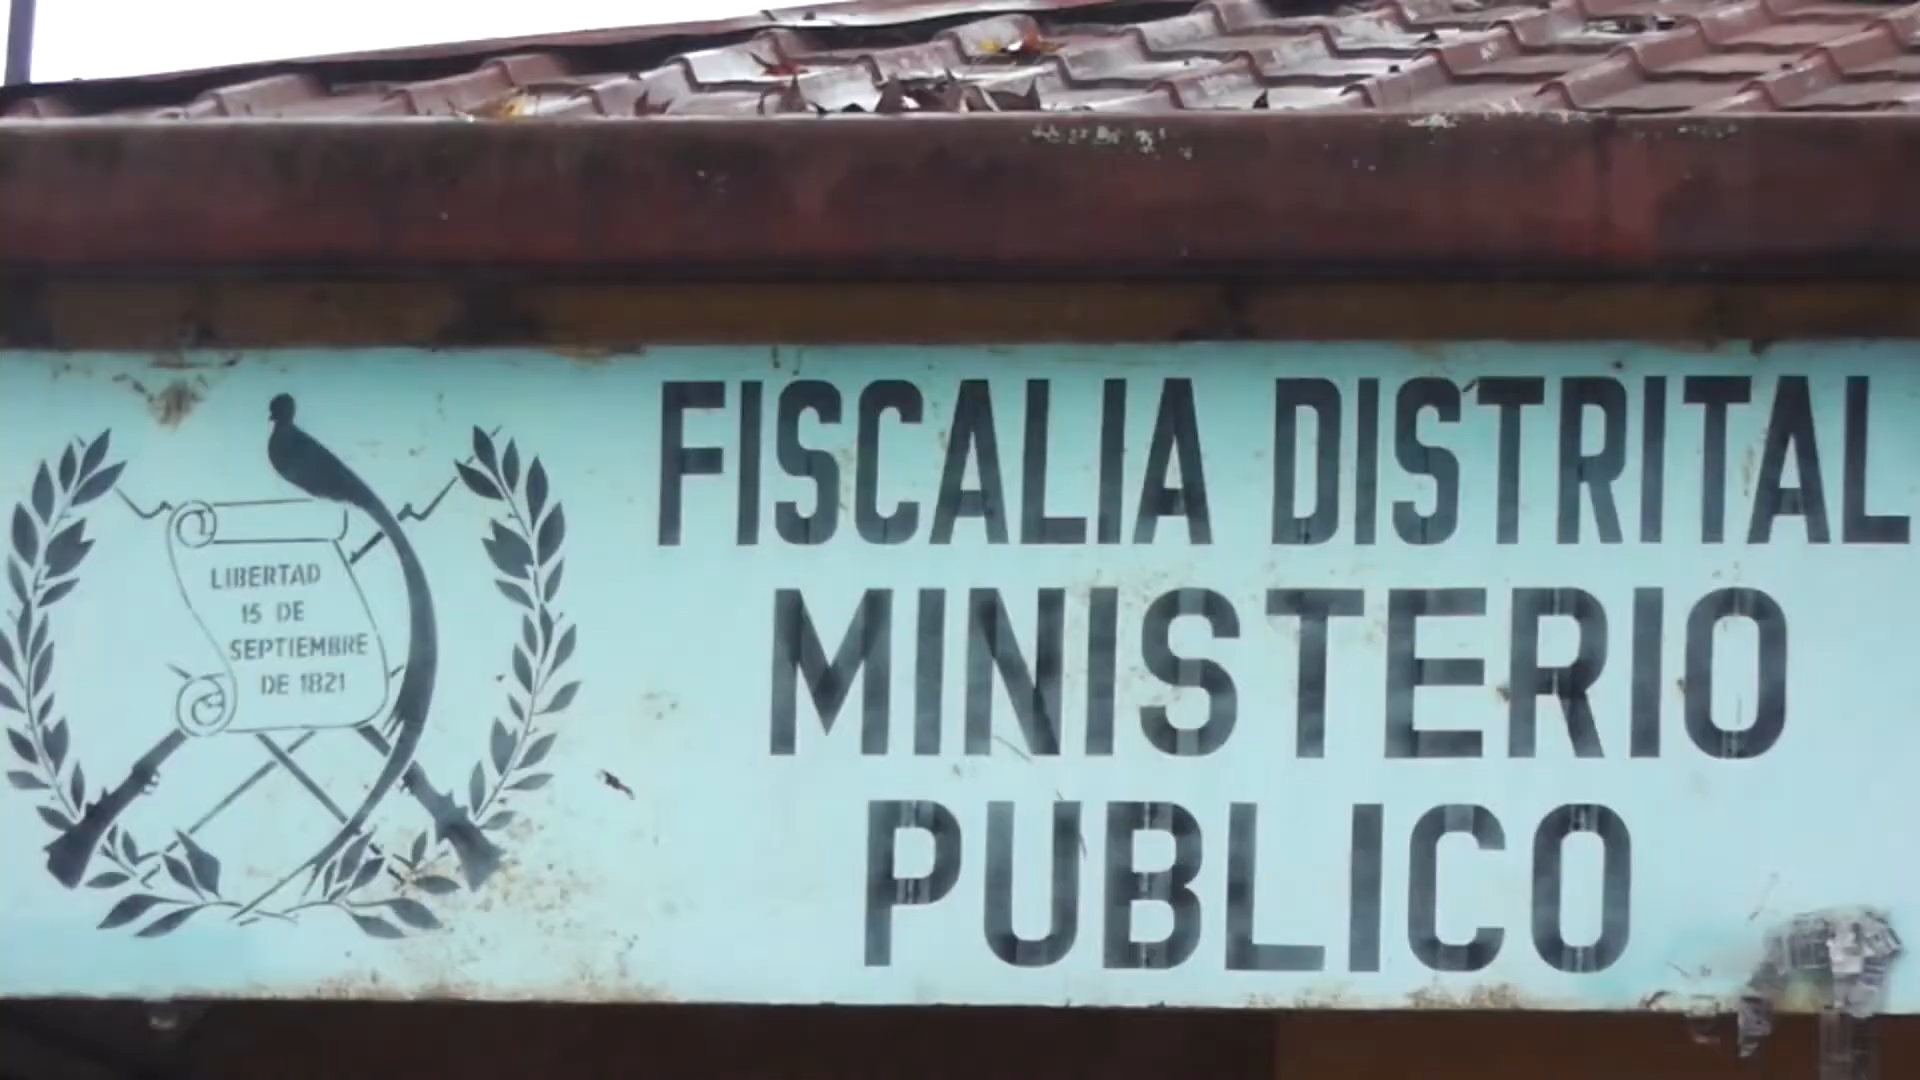 LIBERTAD
15 DE
SEPTIEMBRE
DE 1821
FISCALIA DISTRITAL
MINISTERIO
PUBLICO